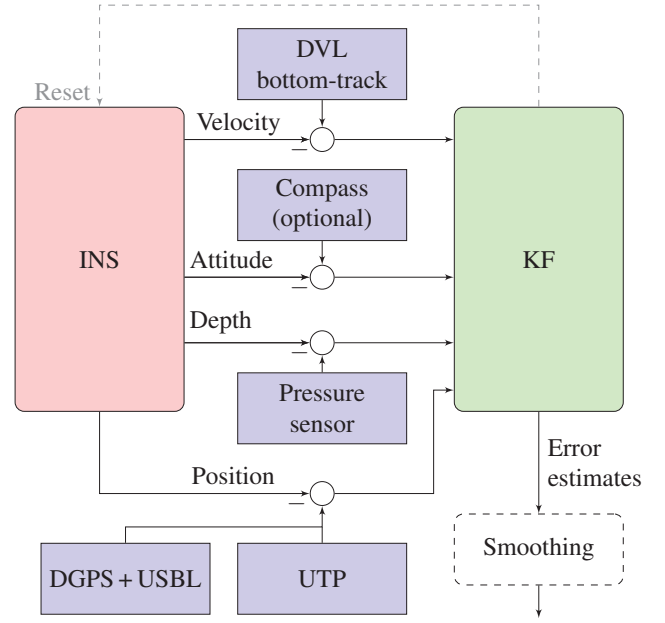 DVL
bottom-track
Reset
Velocity
Compass
(optional)
INS
KF
Attitude
Depth
Pressure
sensor
Error
estimates
Position
Smoothing
DGPS + USBL
UTP